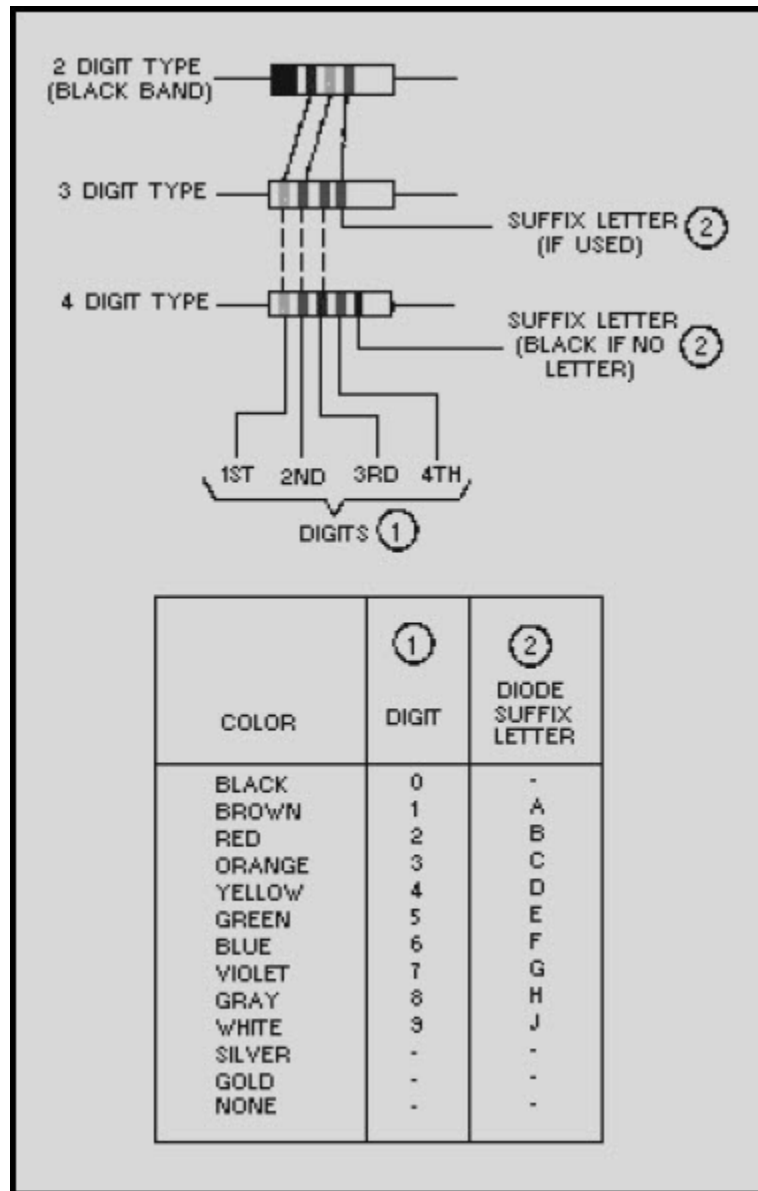 2 DIGIT TYPE
(BLACK BAND)
3 DIGIT TYPE
SUFFIX LETTER 2
(IF USED)
4 DIGIT TYPE
SUFFIX LETTER
(BLACK IF NO 2
LETTER)
1ST 2ND 3RD 4TH
DIGITS 1
1 2
COLOR DIGIT DIODE
SUFFIX
LETTER
BLACK 0 -
BROWN 1 A
RED 2 B
ORANGE 3 C
YELLOW 4 D
GREEN 5 E
BLUE 6 F
VIOLET 7 G
GRAY 8 H
WHITE 9 J
SILVER - -
GOLD - -
NONE - -